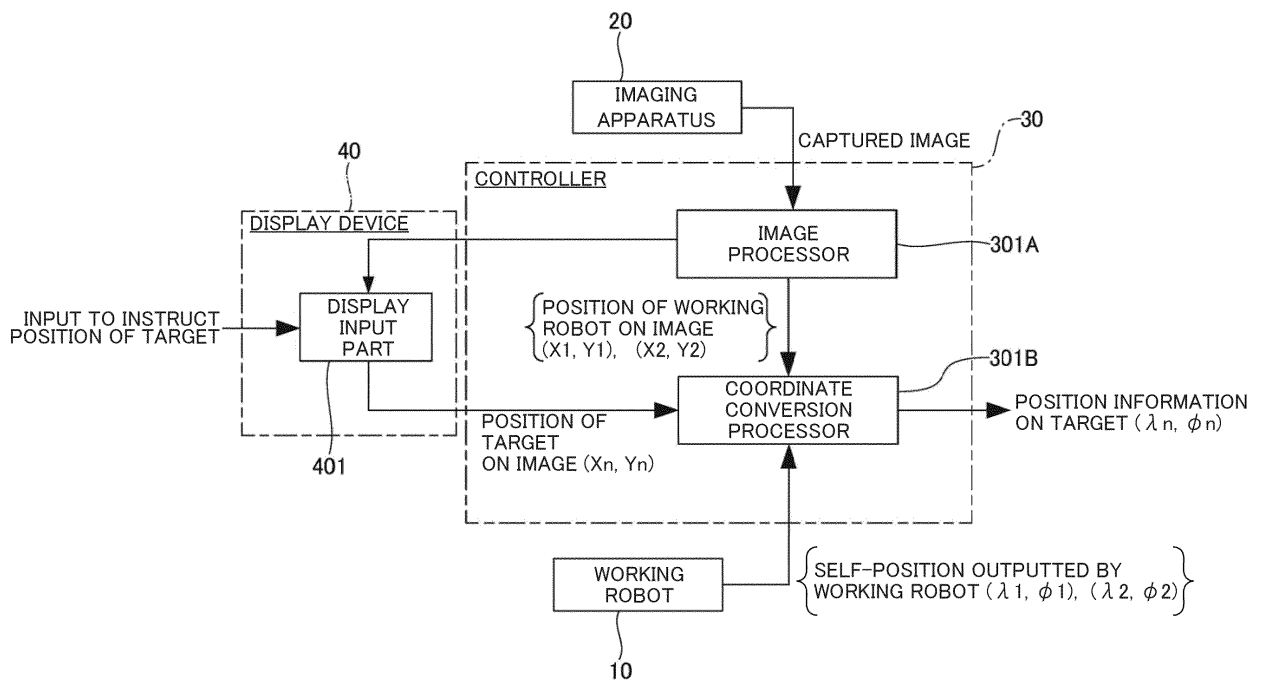 20
IMAGING
APPARATUS
30
CAPTURED IMAGE
40
CONTROLLER
DISPLAY DEVICE
IMAGE
PROCESSOR
301A
DISPLAY
INPUT
PART
INPUT TO INSTRUCT
POSITION OF TARGET
POSITION OF WORKING
ROBOT ON IMAGE
(X1, Y1), (X2, Y2)
301B
COORDINATE
CONVERSION
PROCESSOR
POSITION INFORMATION
ON TARGET (λn, φn)
401
POSITION OF
TARGET
ON IMAGE (Xn, Yn)
WORKING
ROBOT
SELF-POSITION OUTPUTTED BY
WORKING ROBOT (λ1, φ1), (λ2, φ2)
10